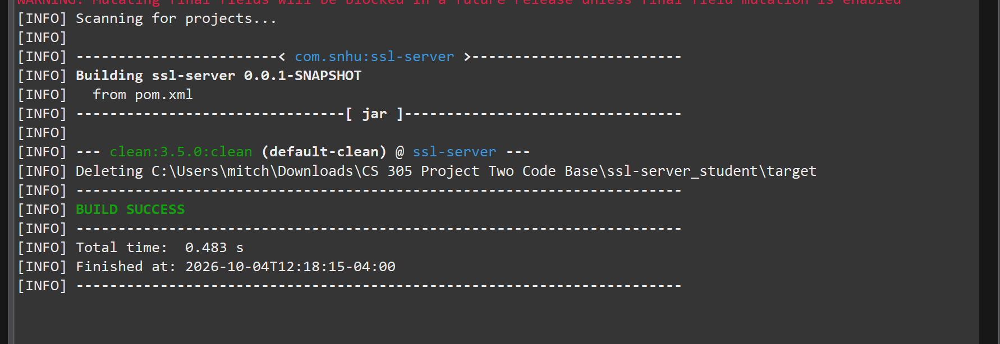 WARNING: Mutating final fields will be blocked in a future release unless final field mutation is enabled
[INFO] Scanning for projects...
[INFO]
[INFO] ------------------------< com.snhu:ssl-server >-------------------------
[INFO] Building ssl-server 0.0.1-SNAPSHOT
[INFO]   from pom.xml
[INFO] --------------------------------[ jar ]---------------------------------
[INFO]
[INFO] --- clean:3.5.0:clean (default-clean) @ ssl-server ---
[INFO] Deleting C:\Users\mitch\Downloads\CS 305 Project Two Code Base\ssl-server_student\target
[INFO] ------------------------------------------------------------------------
[INFO] BUILD SUCCESS
[INFO] ------------------------------------------------------------------------
[INFO] Total time:  0.483 s
[INFO] Finished at: 2026-10-04T12:18:15-04:00
[INFO] ------------------------------------------------------------------------